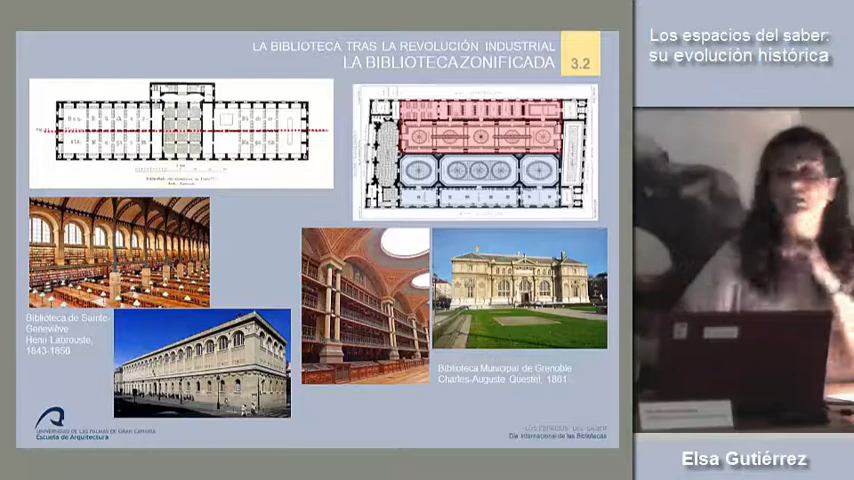 LA BIBLIOTECA TRAS LA REVOLUCIÓN INDUSTRIAL
LA BIBLIOTECA ZONIFICADA
3.2
Biblioteca de Sainte-
Geneviève
Henri Labrouste,
1843-1850
Biblioteca Municipal de Grenoble
Charles-Auguste Questel, 1861
UNIVERSIDAD DE LAS PALMAS DE GRAN CANARIA
Escuela de Arquitectura
LOS ESPACIOS DEL SABER
Día Internacional de las Bibliotecas
Los espacios del saber:
su evolución histórica
Elsa Gutiérrez